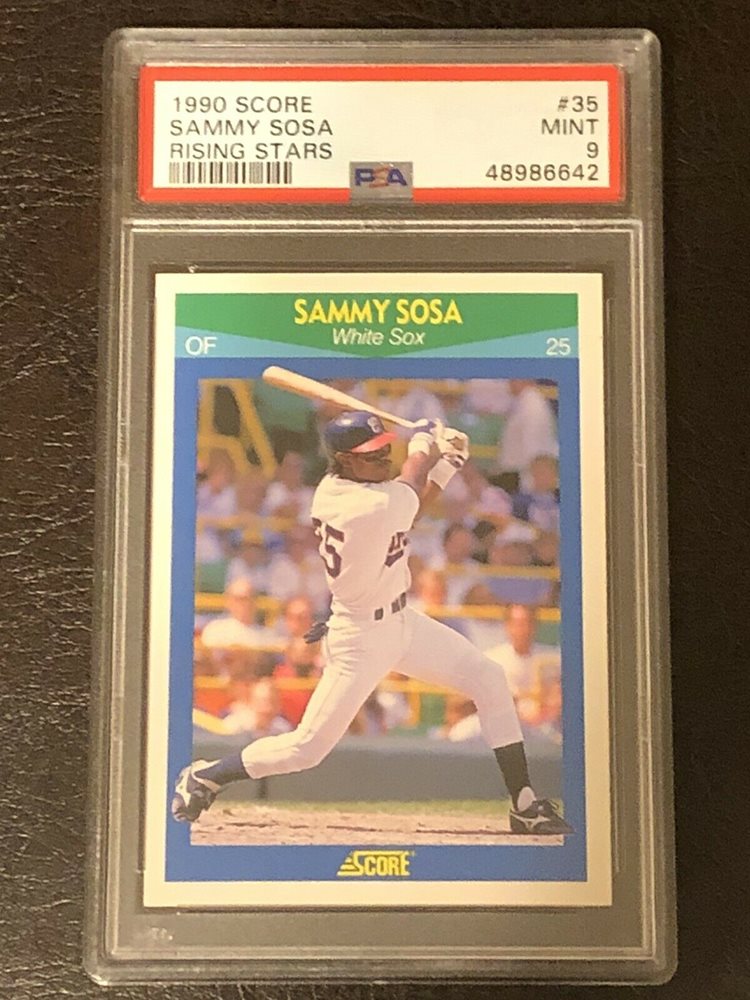 1990 SCORE #35
SAMMY SOSA MINT
RISING STARS 9
PSA 48986642
SAMMY SOSA
White Sox
OF 25
SCORE